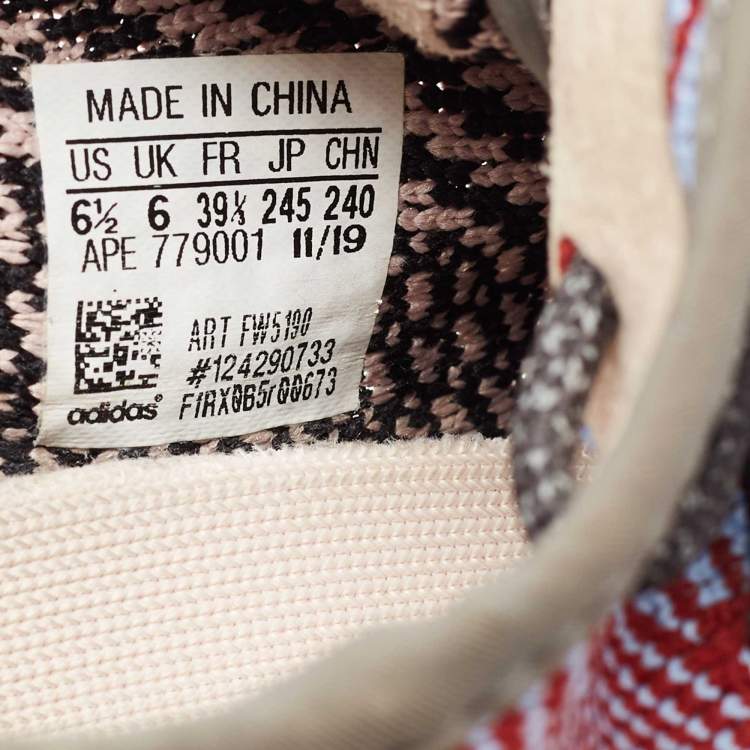 MADE IN CHINA
US UK FR JP CHN
6½ 6 39⅓ 245 240
APE 779001 11/19
ART FW5190
#124290733
adidas®